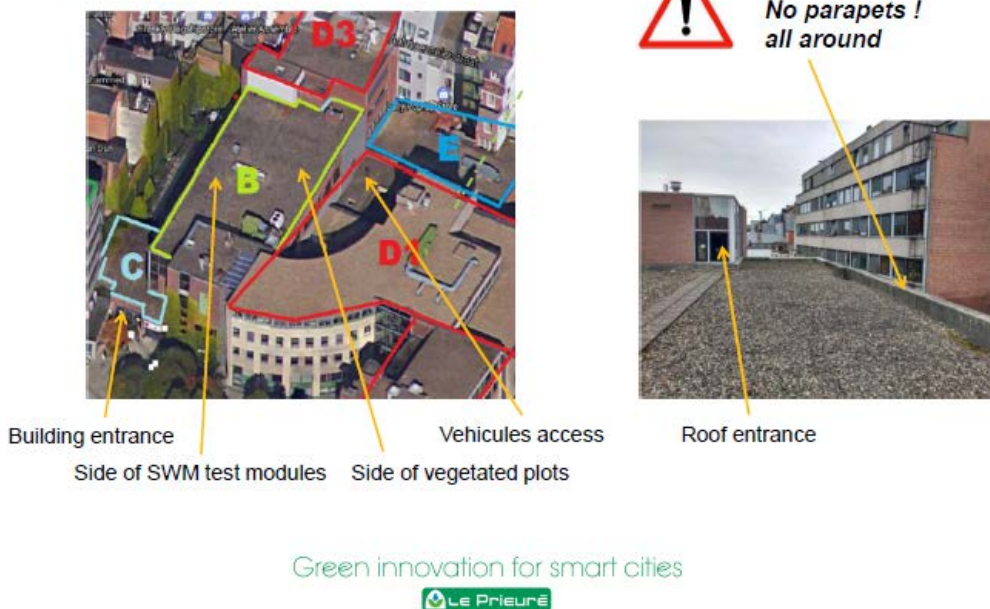 No parapets !
all around
D3
B
E
D1
C
Building entrance
Vehicules access
Roof entrance
Side of SWM test modules
Side of vegetated plots
Green innovation for smart cities
Le Prieuré